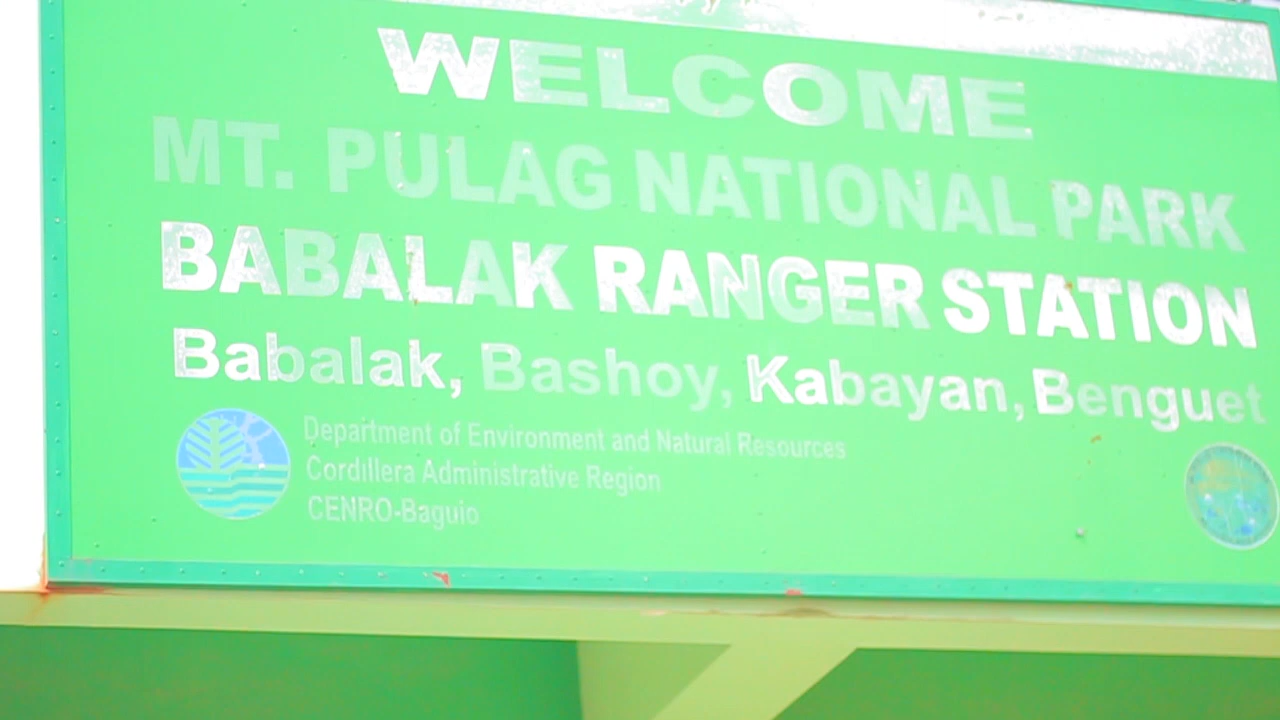 WELCOME
MT. PULAG NATIONAL PARK
BABALAK RANGER STATION
Babalak, Bashoy, Kabayan, Benguet
Department of Environment and Natural Resources
Cordillera Administrative Region
CENRO-Baguio